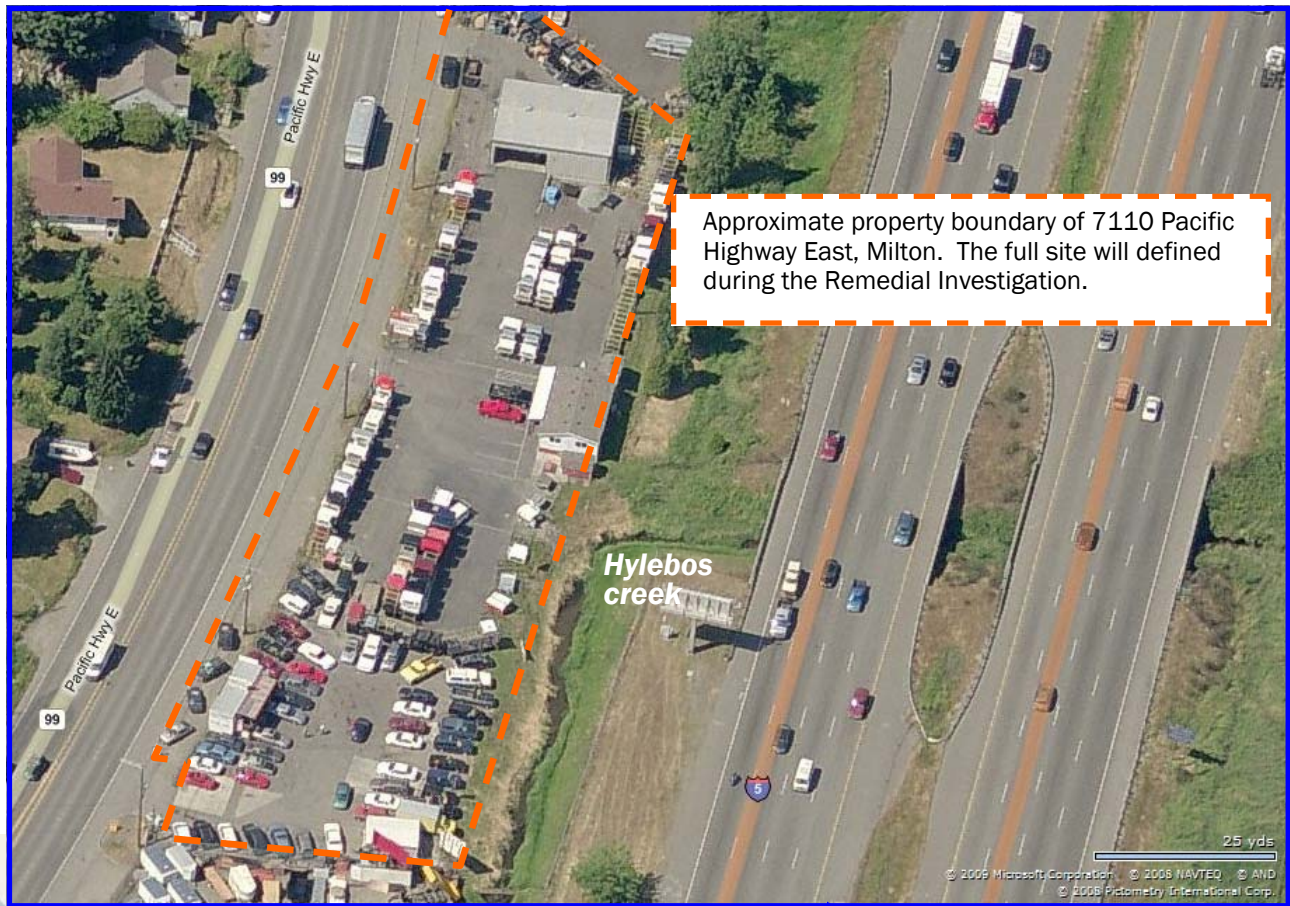 Pacific Hwy E
99
Approximate property boundary of 7110 Pacific
Highway East, Milton.  The full site will defined
during the Remedial Investigation.
Hylebos
creek
Pacific Hwy E
99
5
25 yds
© 2009 Microsoft Corporation © 2008 NAVTEQ © AND
© 2008 Pictometry International Corp.